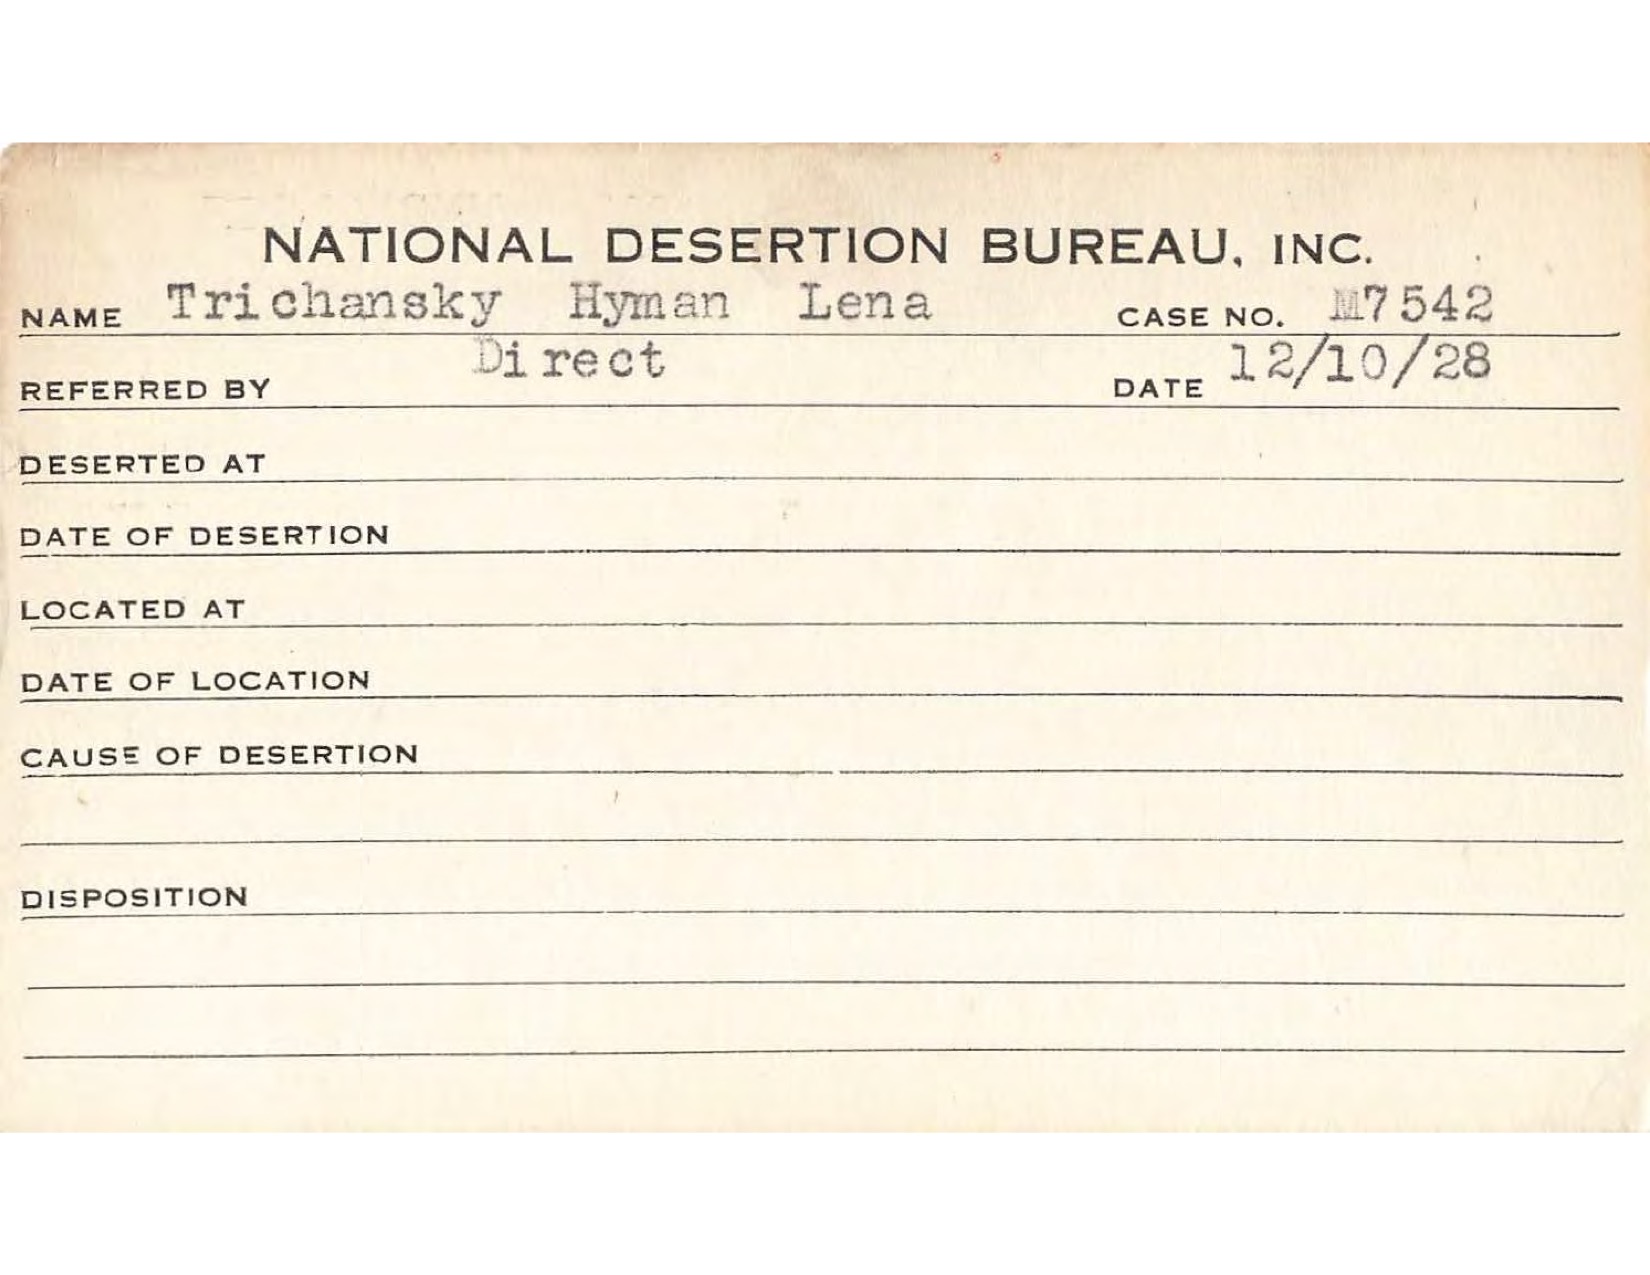 NATIONAL DESERTION BUREAU, INC.
NAME Trichansky Hyman Lena CASE NO. M7542
REFERRED BY Direct DATE 12/10/28
DESERTED AT
DATE OF DESERTION
LOCATED AT
DATE OF LOCATION
CAUSE OF DESERTION
DISPOSITION